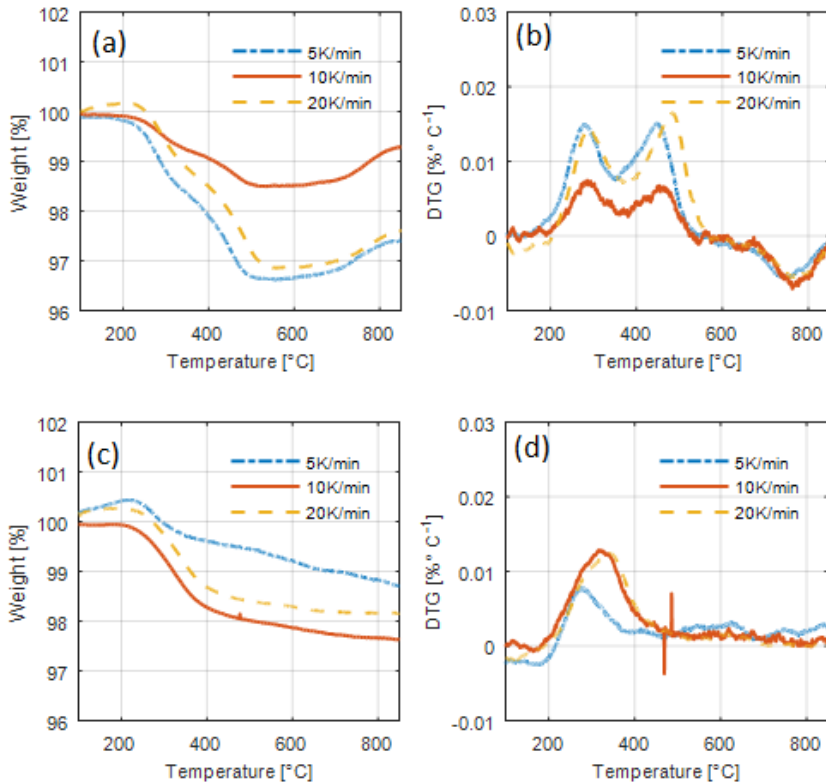 (a)
5K/min
10K/min
20K/min
Weight [%]
102
101
100
99
98
97
96
200 400 600 800
Temperature [°C]
(b)
5K/min
10K/min
20K/min
DTG [%° C⁻¹]
0.03
0.02
0.01
0
-0.01
200 400 600 800
Temperature [°C]
(c)
5K/min
10K/min
20K/min
Weight [%]
102
101
100
99
98
97
96
200 400 600 800
Temperature [°C]
(d)
5K/min
10K/min
20K/min
DTG [%° C⁻¹]
0.03
0.02
0.01
0
-0.01
200 400 600 800
Temperature [°C]